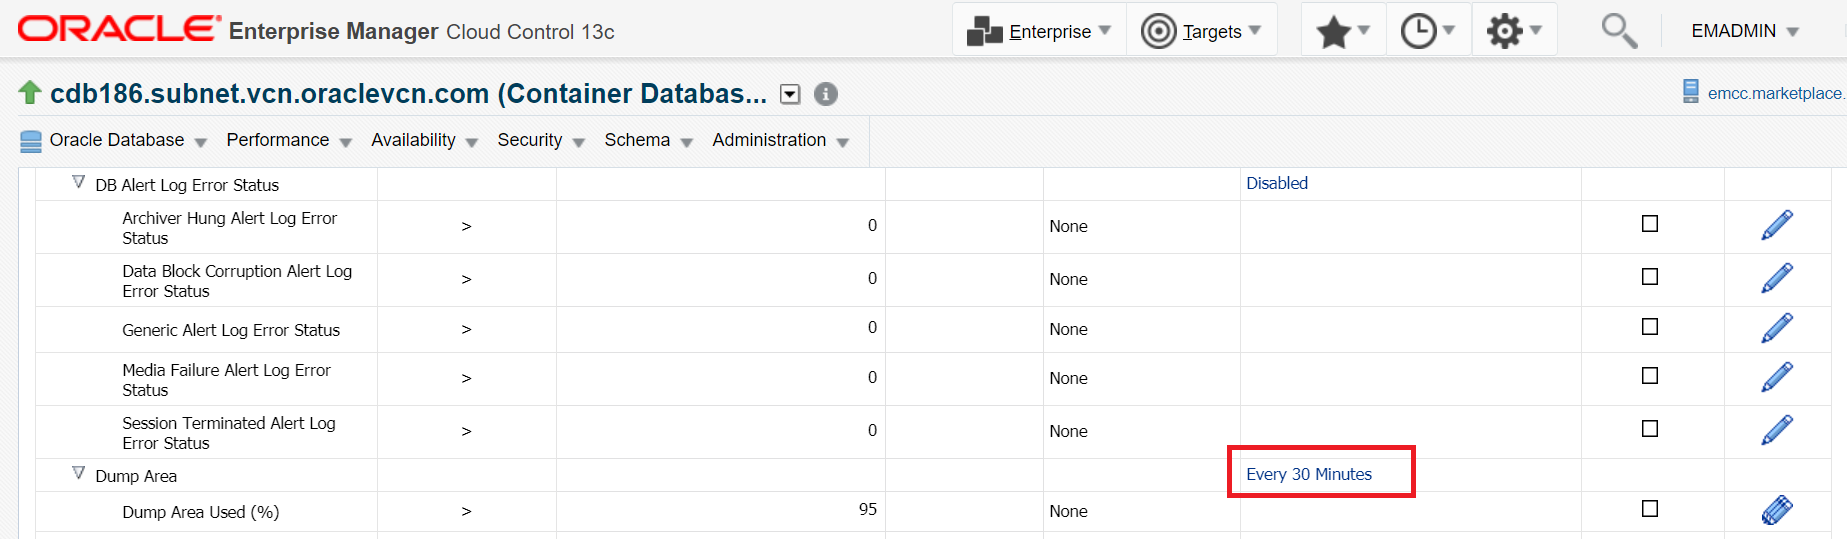 ORACLE Enterprise Manager Cloud Control 13c Enterprise Targets EMADMIN
cdb186.subnet.vcn.oraclevcn.com (Container Databas... emcc.marketplace.
Oracle Database Performance Availability Security Schema Administration
DB Alert Log Error Status Disabled
Archiver Hung Alert Log Error
Status > 0 None
Data Block Corruption Alert Log
Error Status > 0 None
Generic Alert Log Error Status > 0 None
Media Failure Alert Log Error
Status > 0 None
Session Terminated Alert Log
Error Status > 0 None
Dump Area Every 30 Minutes
Dump Area Used (%) > 95 None